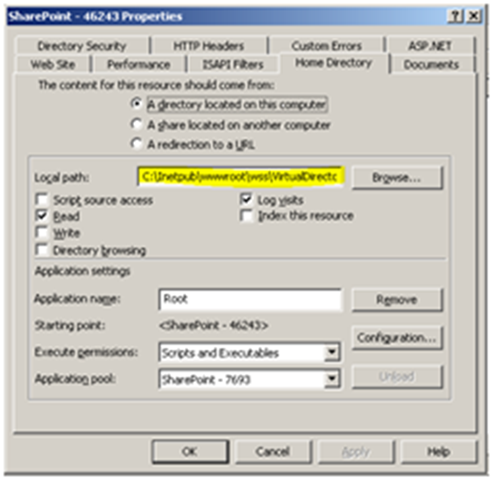 SharePoint - 46243 Properties
Directory Security HTTP Headers Custom Errors ASP.NET
Web Site Performance ISAPI Filters Home Directory Documents
The content for this resource should come from:
A directory located on this computer
A share located on another computer
A redirection to a URL
Local path: C:\Inetpub\wwwroot\wss\VirtualDirectc Browse...
Script source access Log visits
Read Index this resource
Write
Directory browsing
Application settings
Application name: Root Remove
Starting point: <SharePoint - 46243>
Configuration...
Execute permissions: Scripts and Executables
Application pool: SharePoint - 7693 Unload
OK Cancel Apply Help